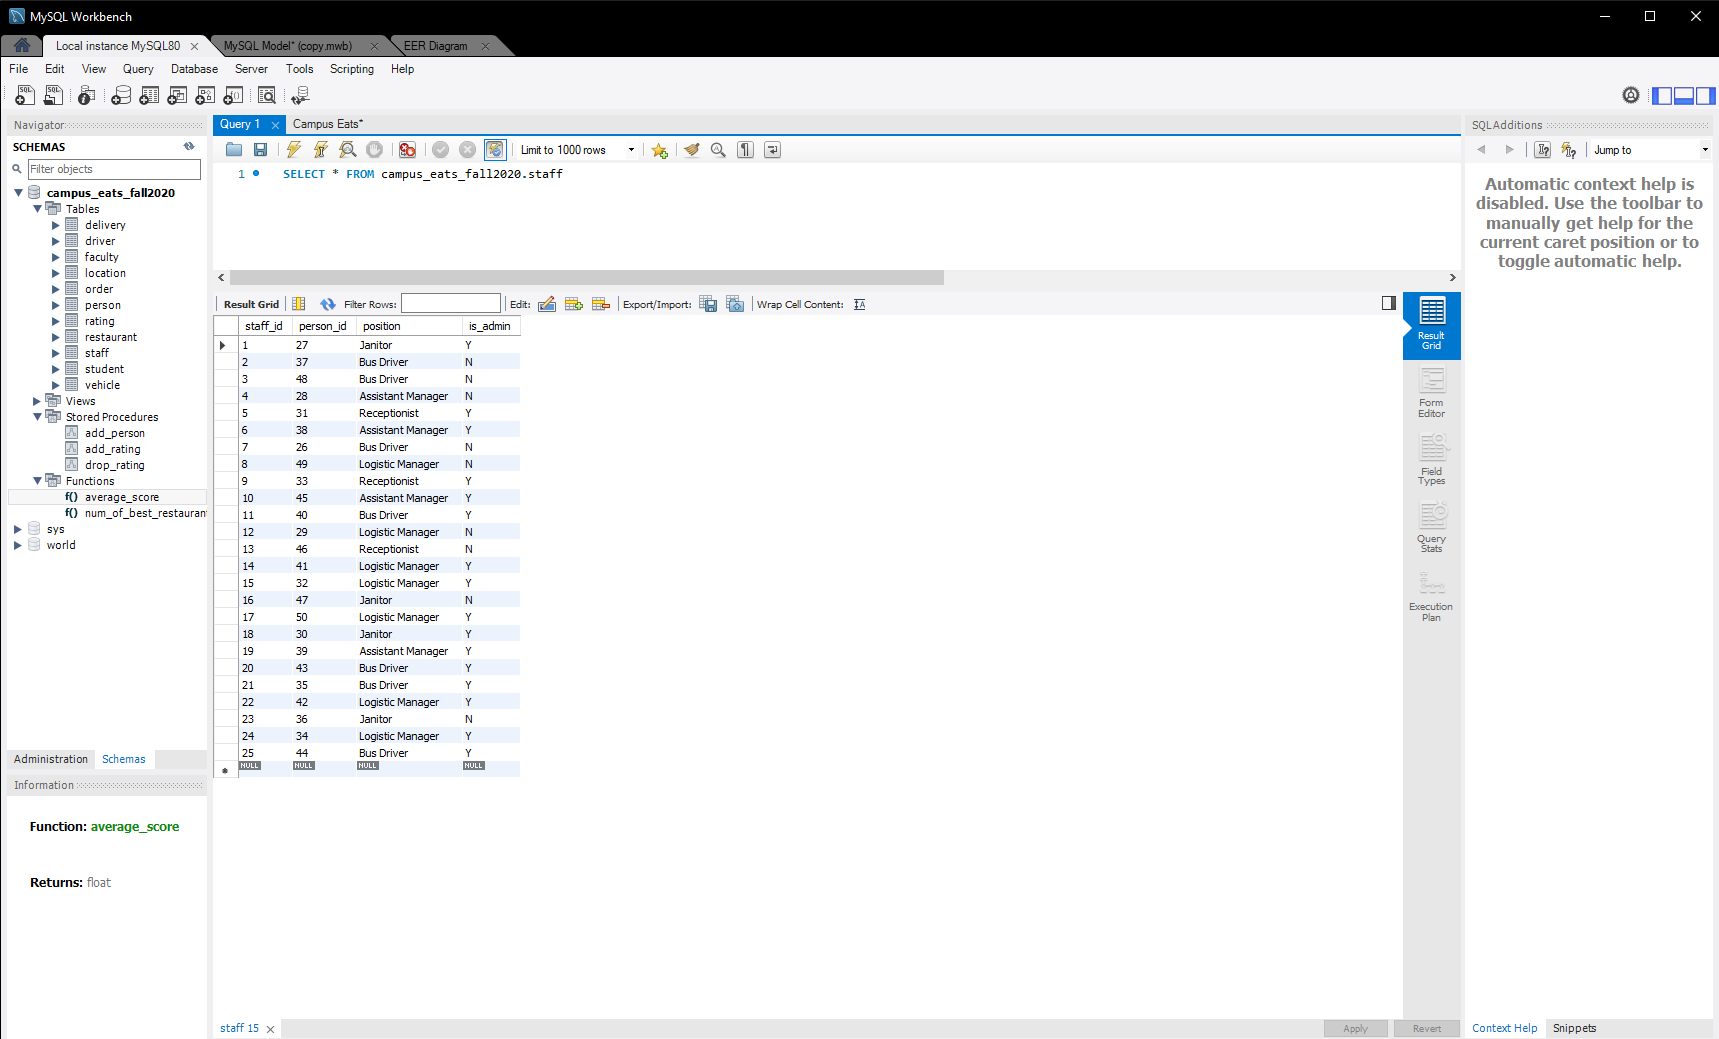 MySQL Workbench
Local instance MySQL80
MySQL Model* (copy.mwb)
EER Diagram
File Edit View Query Database Server Tools Scripting Help
Navigator
SCHEMAS
Filter objects
campus_eats_fall2020
Tables
delivery
driver
faculty
location
order
person
rating
restaurant
staff
student
vehicle
Views
Stored Procedures
add_person
add_rating
drop_rating
Functions
f() average_score
f() num_of_best_restauran
sys
world
Administration Schemas
Information
Function: average_score
Returns: float
Query 1
Campus Eats*
Limit to 1000 rows
1 SELECT * FROM campus_eats_fall2020.staff
Result Grid Filter Rows: Edit: Export/Import: Wrap Cell Content:
staff_id person_id position is_admin
1 27 Janitor Y
2 37 Bus Driver N
3 48 Bus Driver N
4 28 Assistant Manager N
5 31 Receptionist Y
6 38 Assistant Manager Y
7 26 Bus Driver N
8 49 Logistic Manager N
9 33 Receptionist Y
10 45 Assistant Manager Y
11 40 Bus Driver Y
12 29 Logistic Manager N
13 46 Receptionist N
14 41 Logistic Manager Y
15 32 Logistic Manager Y
16 47 Janitor N
17 50 Logistic Manager Y
18 30 Janitor Y
19 39 Assistant Manager Y
20 43 Bus Driver Y
21 35 Bus Driver Y
22 42 Logistic Manager Y
23 36 Janitor N
24 34 Logistic Manager Y
25 44 Bus Driver Y
NULL NULL NULL NULL
Result
Grid
Form
Editor
Field
Types
Query
Stats
Execution
Plan
staff 15
Apply Revert
SQLAdditions
Jump to
Automatic context help is
disabled. Use the toolbar to
manually get help for the
current caret position or to
toggle automatic help.
Context Help Snippets